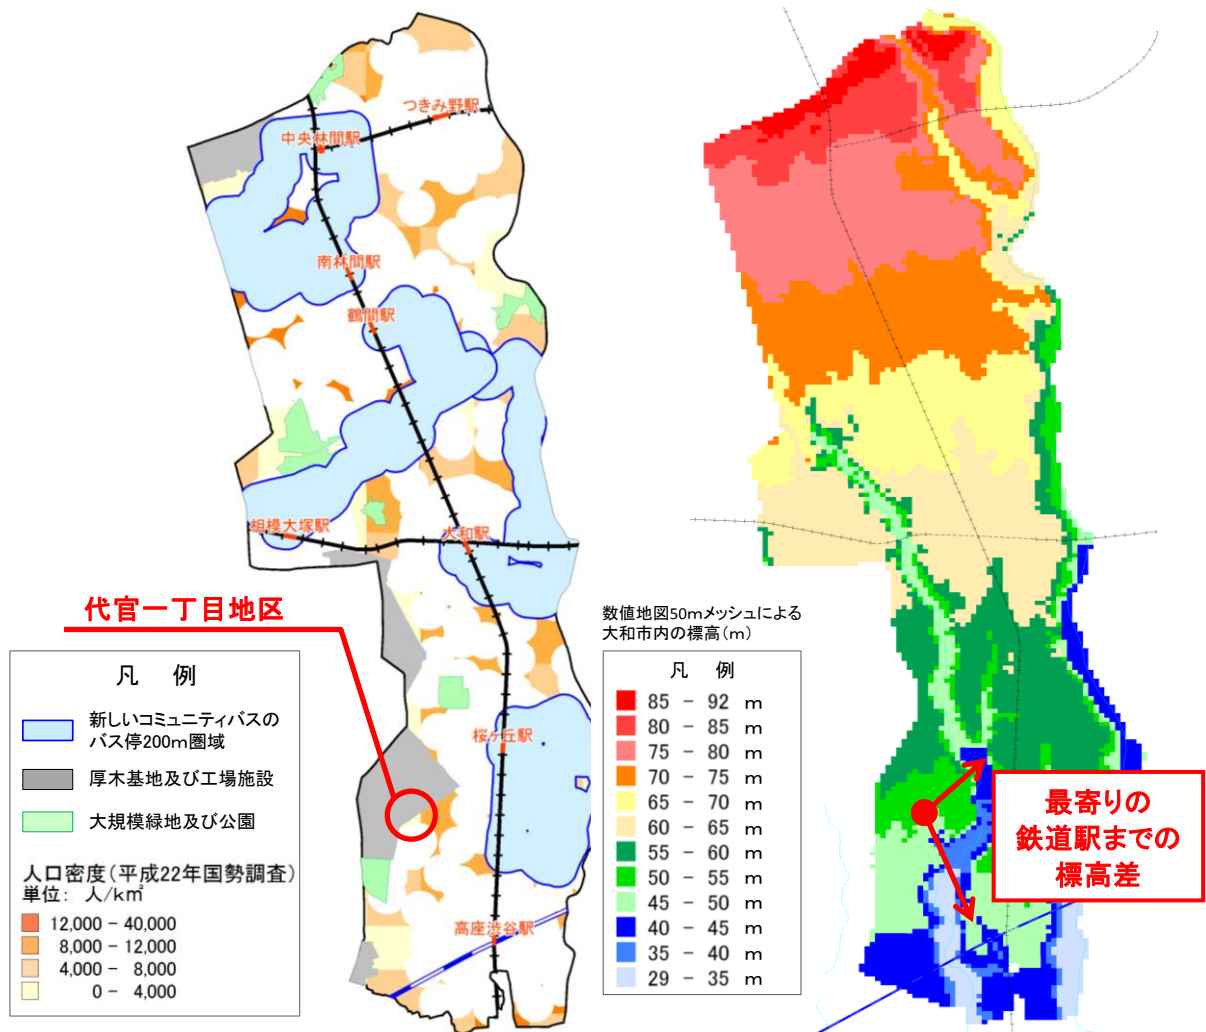 つきみ野駅
中央林間駅
南林間駅
鶴間駅
相模大塚駅
大和駅
代官一丁目地区
桜ヶ丘駅
高座渋谷駅
凡 例
新しいコミュニティバスの
バス停200m圏域
厚木基地及び工場施設
大規模緑地及び公園
人口密度(平成22年国勢調査)
単位: 人/k㎡
12,000 - 40,000
8,000 - 12,000
4,000 - 8,000
0 - 4,000
数値地図50mメッシュによる
大和市内の標高(m)
凡 例
85 - 92 m
80 - 85 m
75 - 80 m
70 - 75 m
65 - 70 m
60 - 65 m
55 - 60 m
50 - 55 m
45 - 50 m
40 - 45 m
35 - 40 m
29 - 35 m
最寄りの
鉄道駅までの
標高差